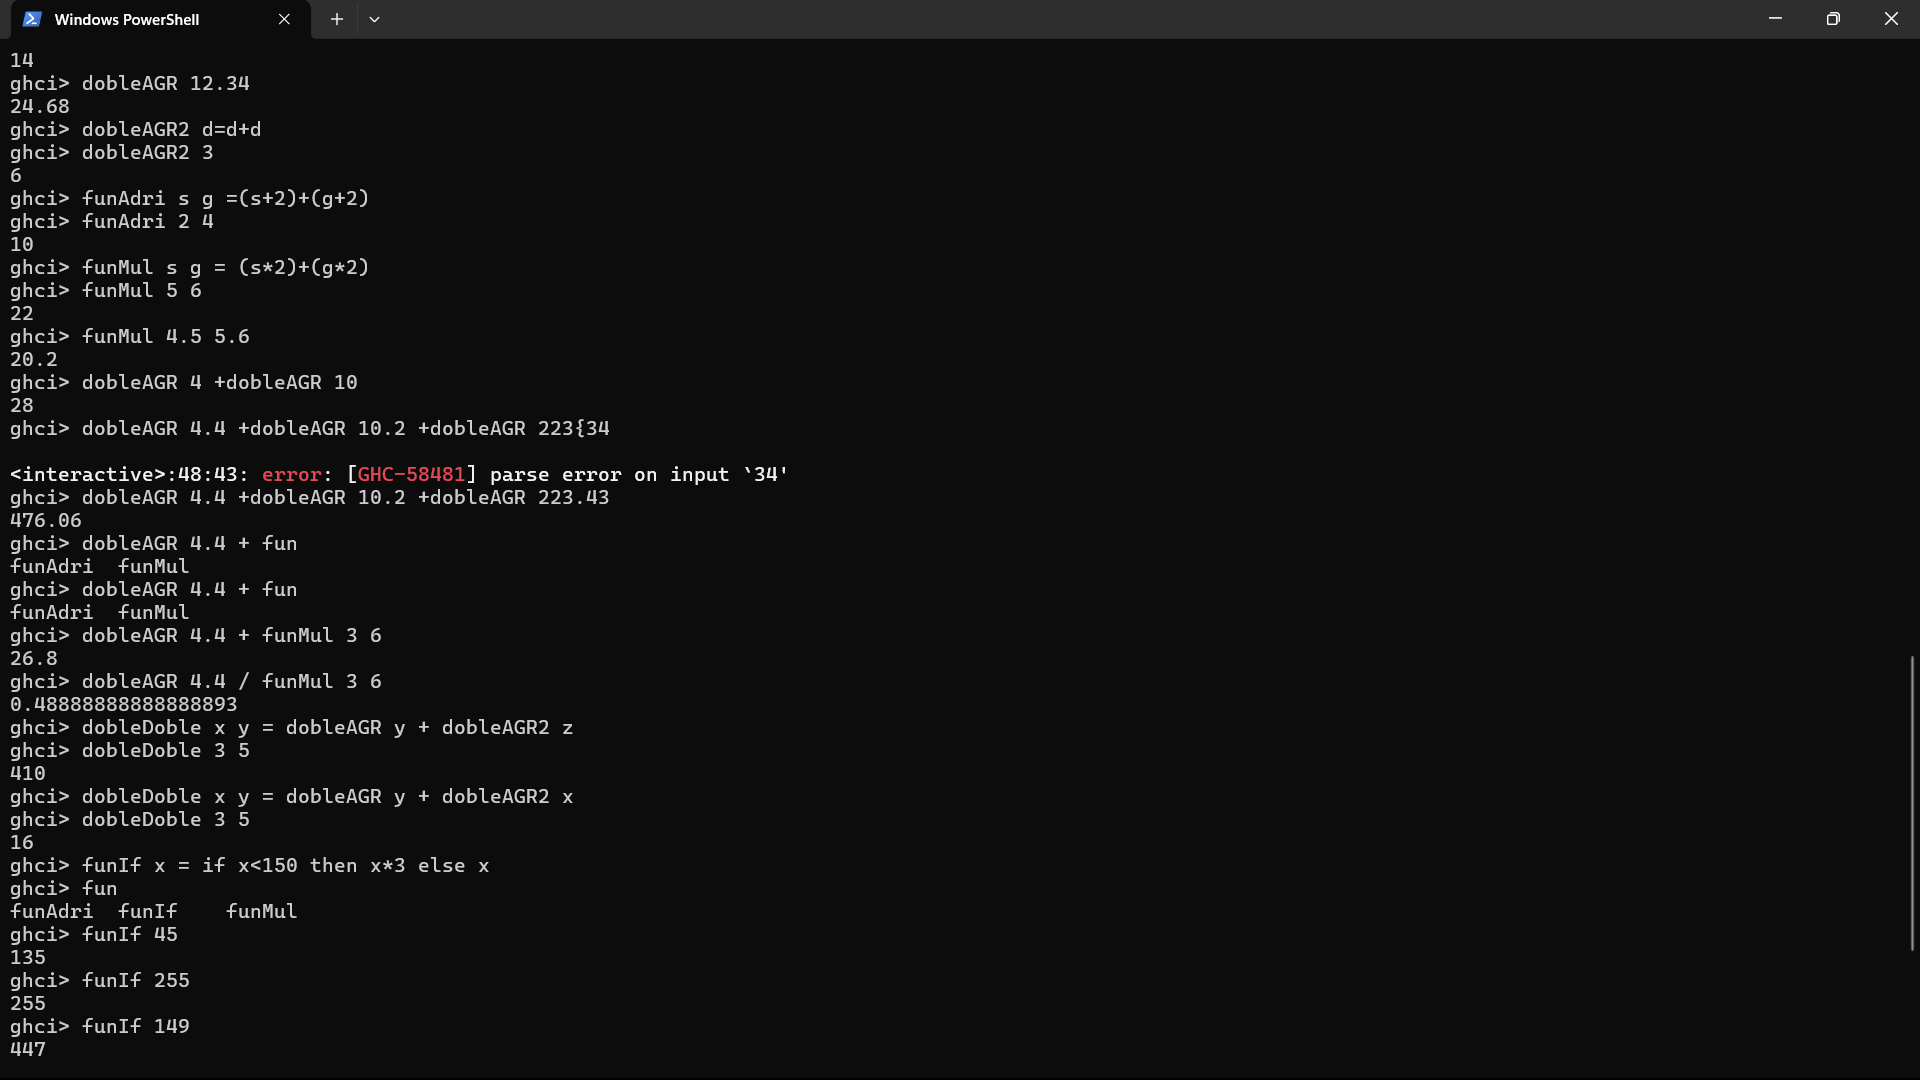 Windows PowerShell
14
ghci> dobleAGR 12.34
24.68
ghci> dobleAGR2 d=d+d
ghci> dobleAGR2 3
6
ghci> funAdri s g =(s+2)+(g+2)
ghci> funAdri 2 4
10
ghci> funMul s g = (s*2)+(g*2)
ghci> funMul 5 6
22
ghci> funMul 4.5 5.6
20.2
ghci> dobleAGR 4 +dobleAGR 10
28
ghci> dobleAGR 4.4 +dobleAGR 10.2 +dobleAGR 223{34
<interactive>:48:43: error: [GHC-58481] parse error on input `34'
ghci> dobleAGR 4.4 +dobleAGR 10.2 +dobleAGR 223.43
476.06
ghci> dobleAGR 4.4 + fun
funAdri  funMul
ghci> dobleAGR 4.4 + fun
funAdri  funMul
ghci> dobleAGR 4.4 + funMul 3 6
26.8
ghci> dobleAGR 4.4 / funMul 3 6
0.48888888888888893
ghci> dobleDoble x y = dobleAGR y + dobleAGR2 z
ghci> dobleDoble 3 5
410
ghci> dobleDoble x y = dobleAGR y + dobleAGR2 x
ghci> dobleDoble 3 5
16
ghci> funIf x = if x<150 then x*3 else x
ghci> fun
funAdri  funIf    funMul
ghci> funIf 45
135
ghci> funIf 255
255
ghci> funIf 149
447